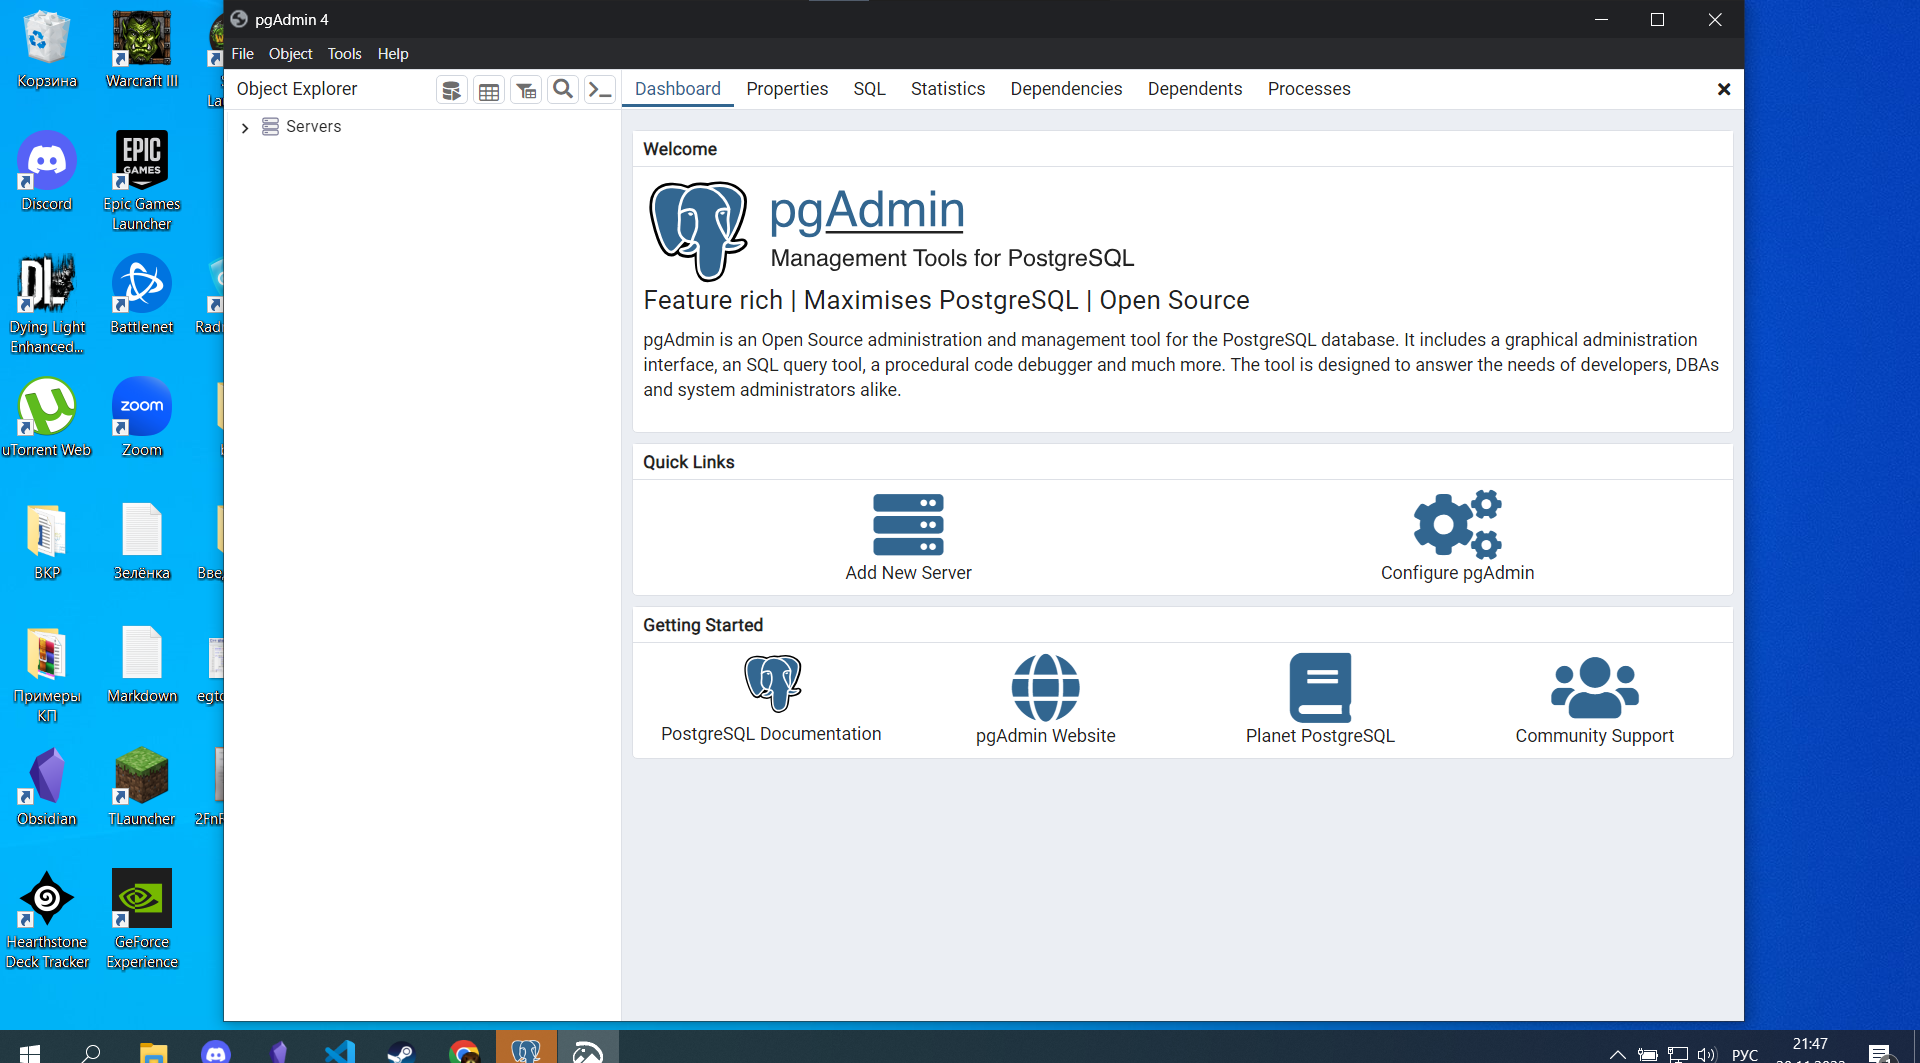 Корзина
Warcraft III
Discord
Epic Games
Launcher
Dying Light
Enhanced...
Battle.net
uTorrent Web
Zoom
ВКР
Зелёнка
Примеры
КП
Markdown
Obsidian
TLauncher
Hearthstone
Deck Tracker
GeForce
Experience
EPIC
GAMES
DL
zoom
pgAdmin 4
File Object Tools Help
Object Explorer
Servers
Dashboard Properties SQL Statistics Dependencies Dependents Processes
Welcome
pgAdmin
Management Tools for PostgreSQL
Feature rich | Maximises PostgreSQL | Open Source
pgAdmin is an Open Source administration and management tool for the PostgreSQL database. It includes a graphical administration
interface, an SQL query tool, a procedural code debugger and much more. The tool is designed to answer the needs of developers, DBAs
and system administrators alike.
Quick Links
Add New Server
Configure pgAdmin
Getting Started
PostgreSQL Documentation
pgAdmin Website
Planet PostgreSQL
Community Support
РУС
21:47